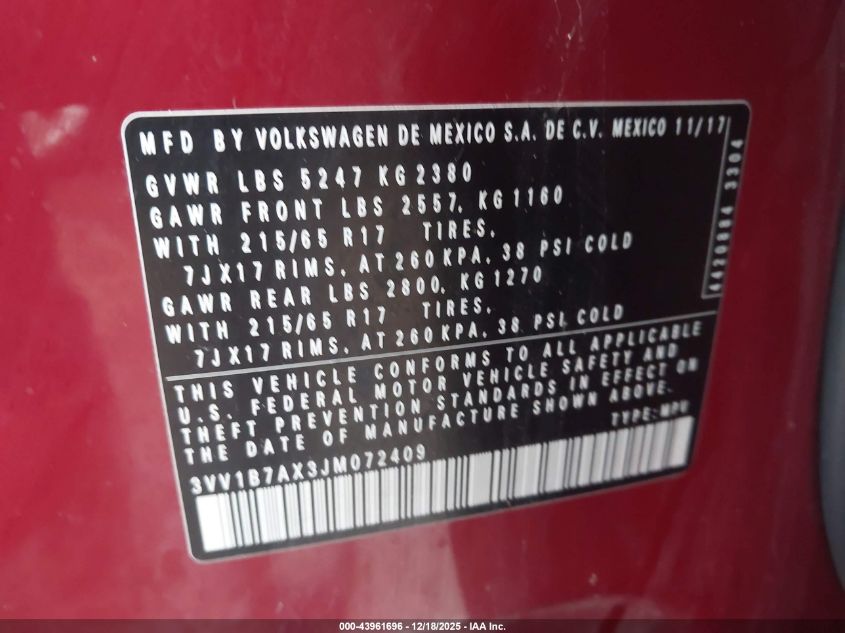 MFD BY VOLKSWAGEN DE MEXICO S.A. DE C.V. MEXICO 11/17
GVWR LBS 5247 KG 2380
GAWR FRONT LBS 2557, KG 1160
WITH 215/65 R17 TIRES,
7JX17 RIMS, AT 260 KPA, 38 PSI COLD
GAWR REAR LBS 2800, KG 1270
WITH 215/65 R17 TIRES,
7JX17 RIMS, AT 260 KPA, 38 PSI COLD
THIS VEHICLE CONFORMS TO ALL APPLICABLE
U.S. FEDERAL MOTOR VEHICLE SAFETY AND
THEFT PREVENTION STANDARDS IN EFFECT ON
THE DATE OF MANUFACTURE SHOWN ABOVE.
TYPE:MPV
3VV1B7AX3JM072409
3304
000-43961696 - 12/18/2025 - IAA Inc.